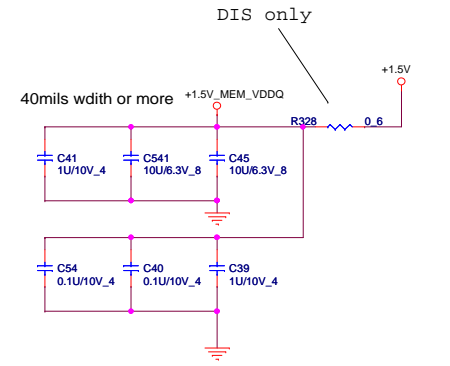 DIS only
+1.5V
40mils wdith or more
+1.5V_MEM_VDDQ
R328
0_6
C41
1U/10V_4
C541
10U/6.3V_8
C45
10U/6.3V_8
C54
0.1U/10V_4
C40
0.1U/10V_4
C39
1U/10V_4